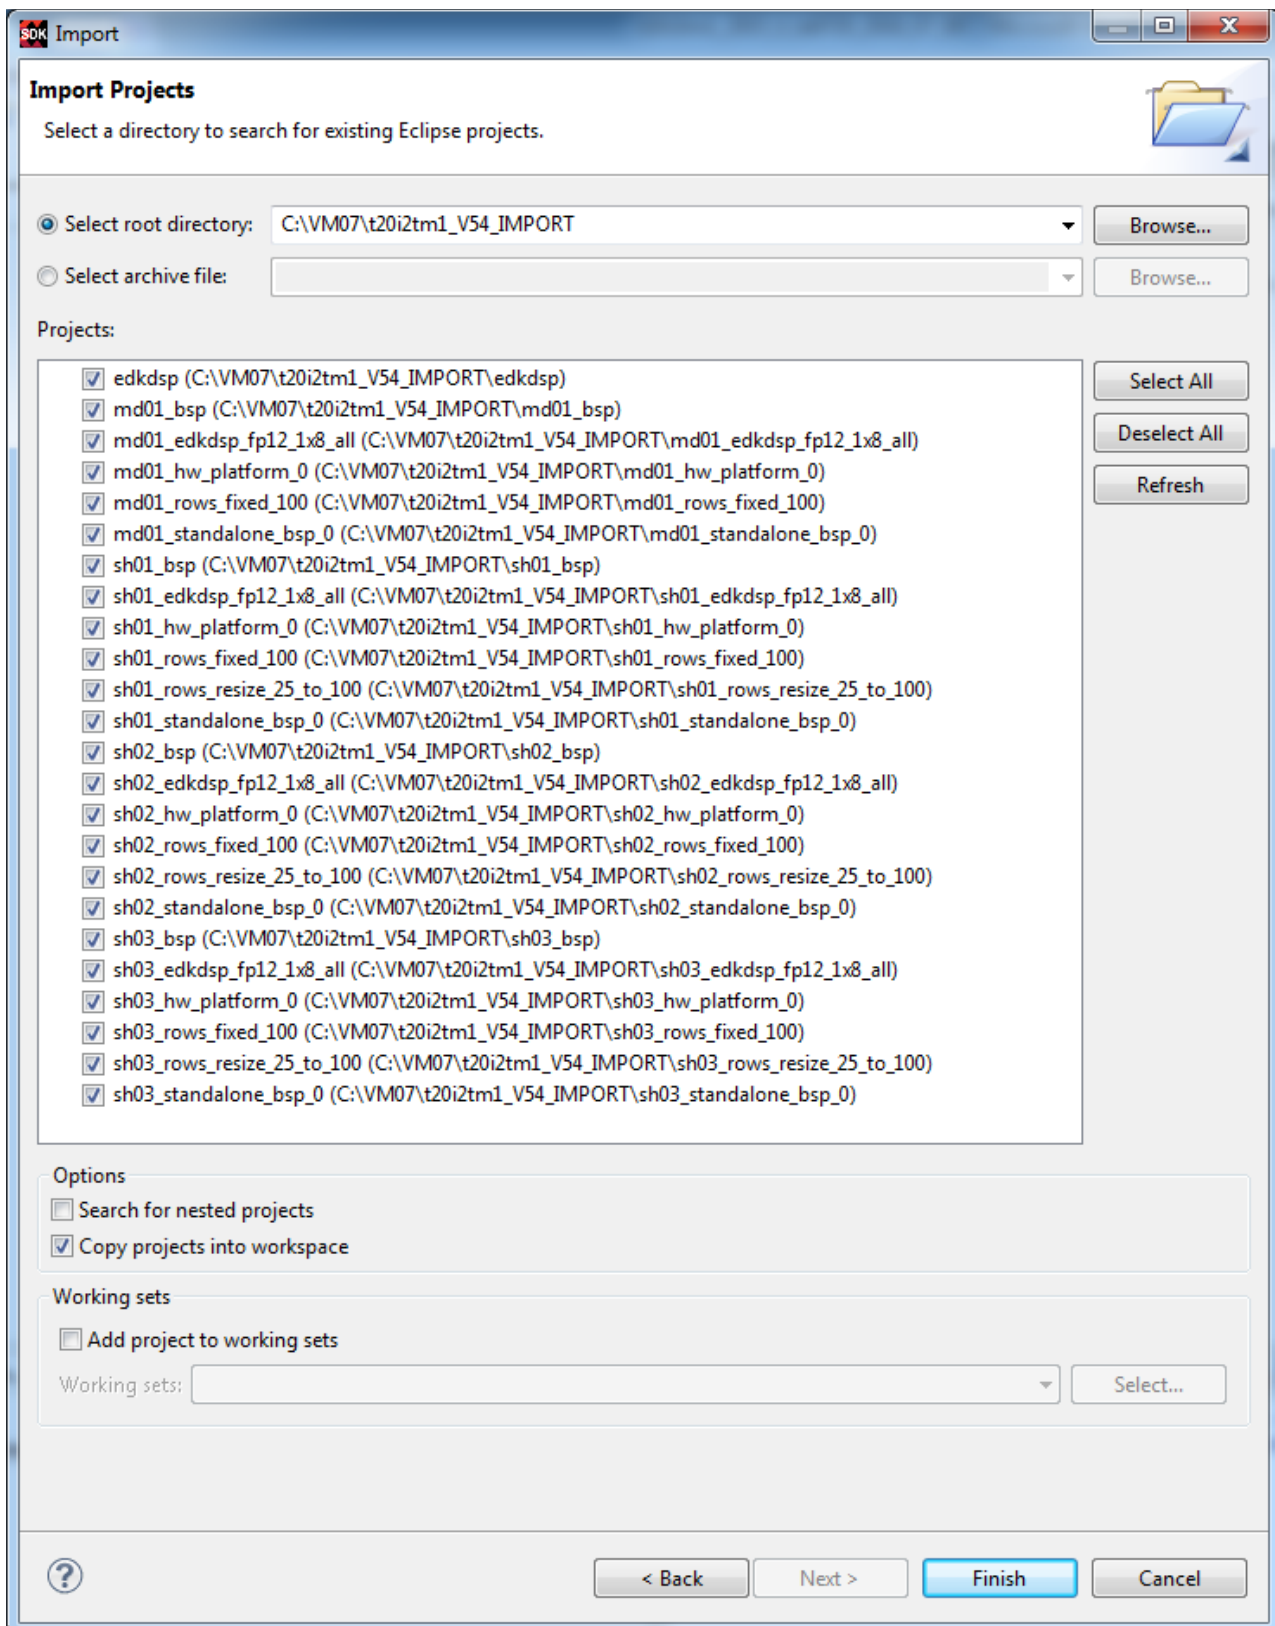 SDK Import
Import Projects
Select a directory to search for existing Eclipse projects.
Select root directory: C:\VM07\t20i2tm1_V54_IMPORT Browse...
Select archive file: Browse...
Projects:
edkdsp (C:\VM07\t20i2tm1_V54_IMPORT\edkdsp) Select All
md01_bsp (C:\VM07\t20i2tm1_V54_IMPORT\md01_bsp)
md01_edkdsp_fp12_1x8_all (C:\VM07\t20i2tm1_V54_IMPORT\md01_edkdsp_fp12_1x8_all) Deselect All
md01_hw_platform_0 (C:\VM07\t20i2tm1_V54_IMPORT\md01_hw_platform_0) Refresh
md01_rows_fixed_100 (C:\VM07\t20i2tm1_V54_IMPORT\md01_rows_fixed_100)
md01_standalone_bsp_0 (C:\VM07\t20i2tm1_V54_IMPORT\md01_standalone_bsp_0)
sh01_bsp (C:\VM07\t20i2tm1_V54_IMPORT\sh01_bsp)
sh01_edkdsp_fp12_1x8_all (C:\VM07\t20i2tm1_V54_IMPORT\sh01_edkdsp_fp12_1x8_all)
sh01_hw_platform_0 (C:\VM07\t20i2tm1_V54_IMPORT\sh01_hw_platform_0)
sh01_rows_fixed_100 (C:\VM07\t20i2tm1_V54_IMPORT\sh01_rows_fixed_100)
sh01_rows_resize_25_to_100 (C:\VM07\t20i2tm1_V54_IMPORT\sh01_rows_resize_25_to_100)
sh01_standalone_bsp_0 (C:\VM07\t20i2tm1_V54_IMPORT\sh01_standalone_bsp_0)
sh02_bsp (C:\VM07\t20i2tm1_V54_IMPORT\sh02_bsp)
sh02_edkdsp_fp12_1x8_all (C:\VM07\t20i2tm1_V54_IMPORT\sh02_edkdsp_fp12_1x8_all)
sh02_hw_platform_0 (C:\VM07\t20i2tm1_V54_IMPORT\sh02_hw_platform_0)
sh02_rows_fixed_100 (C:\VM07\t20i2tm1_V54_IMPORT\sh02_rows_fixed_100)
sh02_rows_resize_25_to_100 (C:\VM07\t20i2tm1_V54_IMPORT\sh02_rows_resize_25_to_100)
sh02_standalone_bsp_0 (C:\VM07\t20i2tm1_V54_IMPORT\sh02_standalone_bsp_0)
sh03_bsp (C:\VM07\t20i2tm1_V54_IMPORT\sh03_bsp)
sh03_edkdsp_fp12_1x8_all (C:\VM07\t20i2tm1_V54_IMPORT\sh03_edkdsp_fp12_1x8_all)
sh03_hw_platform_0 (C:\VM07\t20i2tm1_V54_IMPORT\sh03_hw_platform_0)
sh03_rows_fixed_100 (C:\VM07\t20i2tm1_V54_IMPORT\sh03_rows_fixed_100)
sh03_rows_resize_25_to_100 (C:\VM07\t20i2tm1_V54_IMPORT\sh03_rows_resize_25_to_100)
sh03_standalone_bsp_0 (C:\VM07\t20i2tm1_V54_IMPORT\sh03_standalone_bsp_0)
Options
Search for nested projects
Copy projects into workspace
Working sets
Add project to working sets
Working sets: Select...
? < Back Next > Finish Cancel